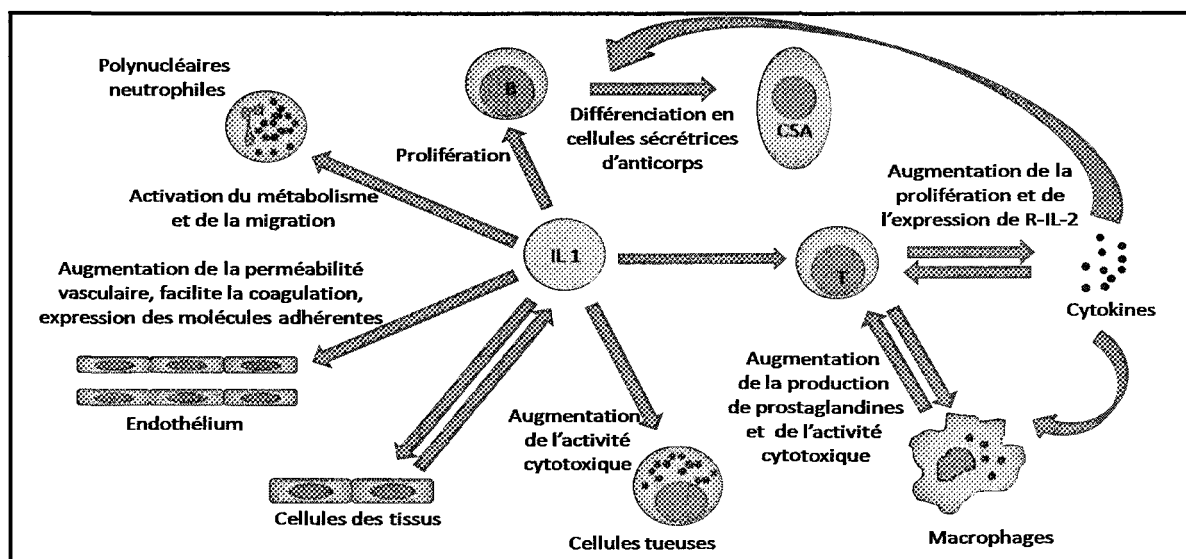 Polynucléaires
neutrophiles
B
Différenciation en
cellules sécrétrices
d'anticorps
CSA
Prolifération
Activation du métabolisme
et de la migration
Augmentation de la
prolifération et de
l'expression de R-IL-2
IL 1
T
Cytokines
Augmentation de la perméabilité
vasculaire, facilite la coagulation,
expression des molécules adhérentes
Endothélium
Augmentation
de l'activité
cytotoxique
Augmentation
de la production
de prostaglandines
et de l'activité
cytotoxique
Cellules des tissus
Cellules tueuses
Macrophages